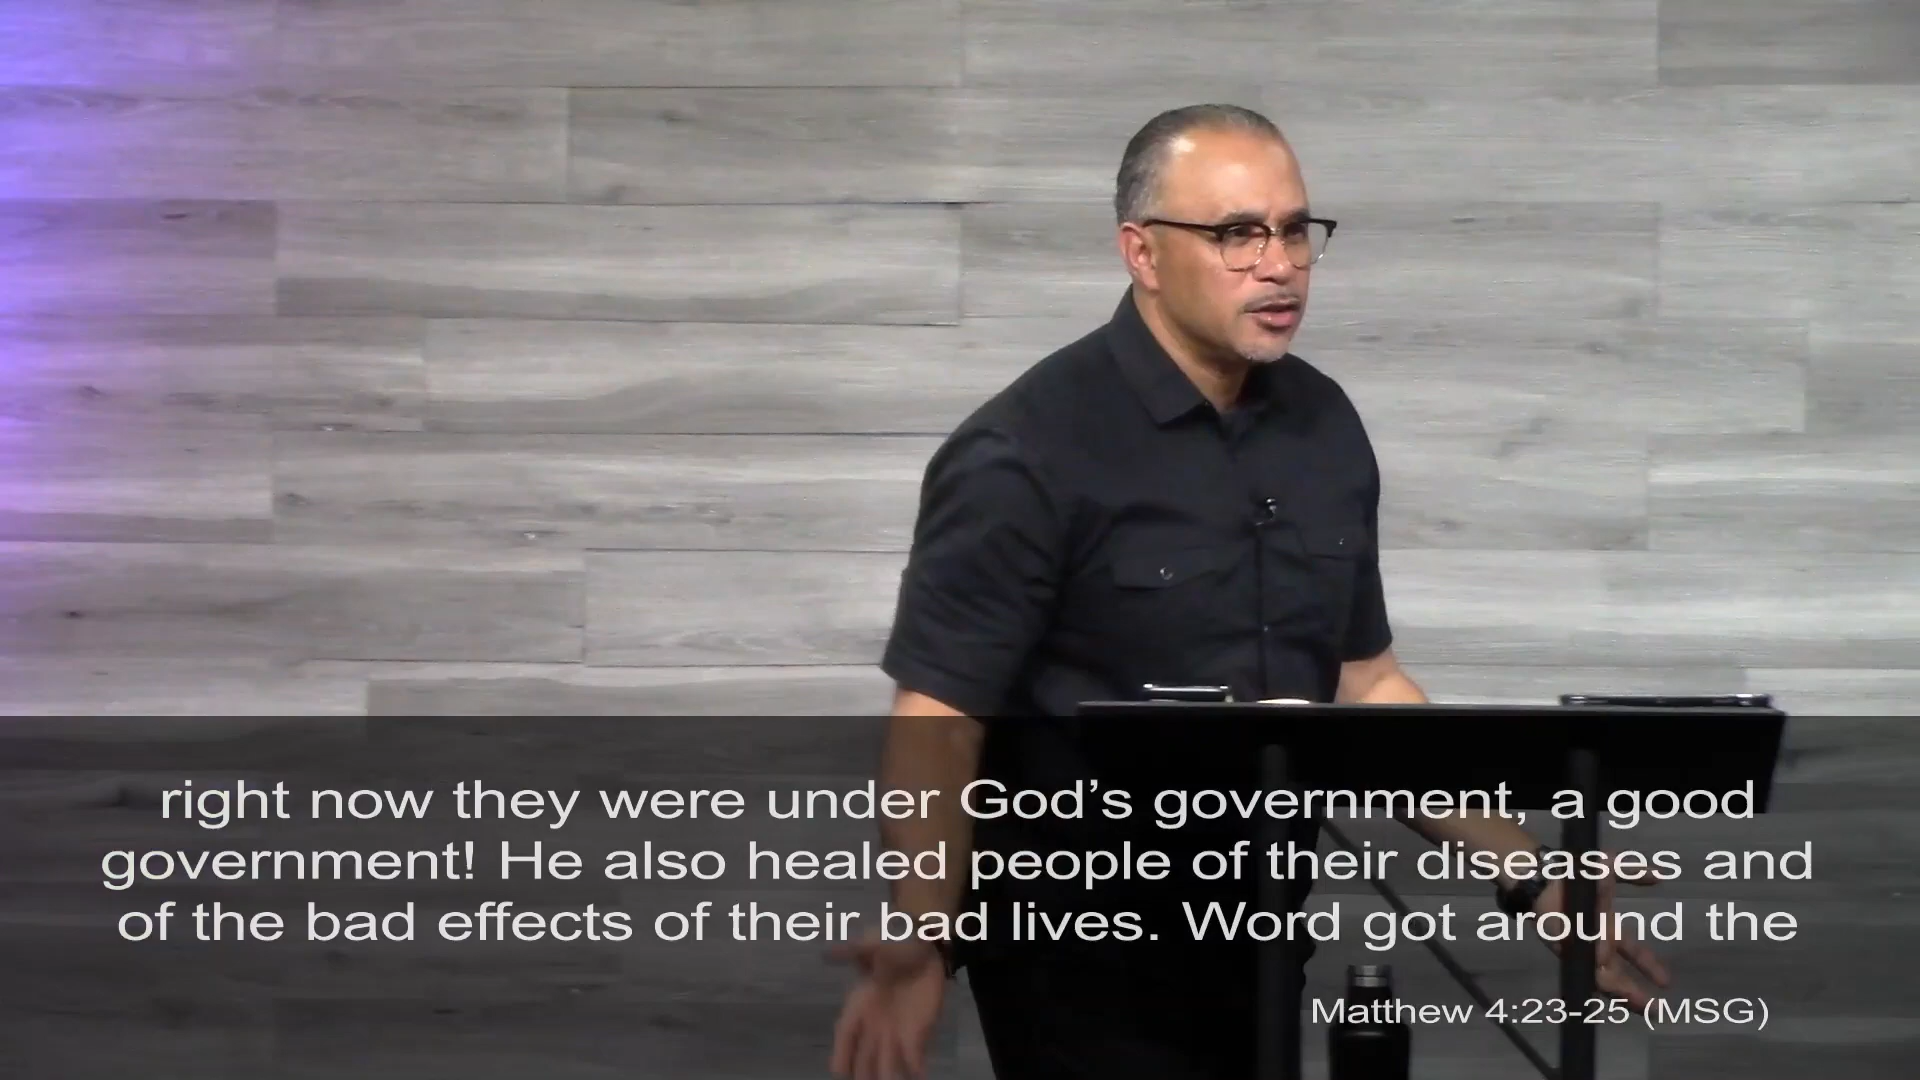 right now they were under God’s government, a good
government! He also healed people of their diseases and
of the bad effects of their bad lives. Word got around the
Matthew 4:23-25 (MSG)